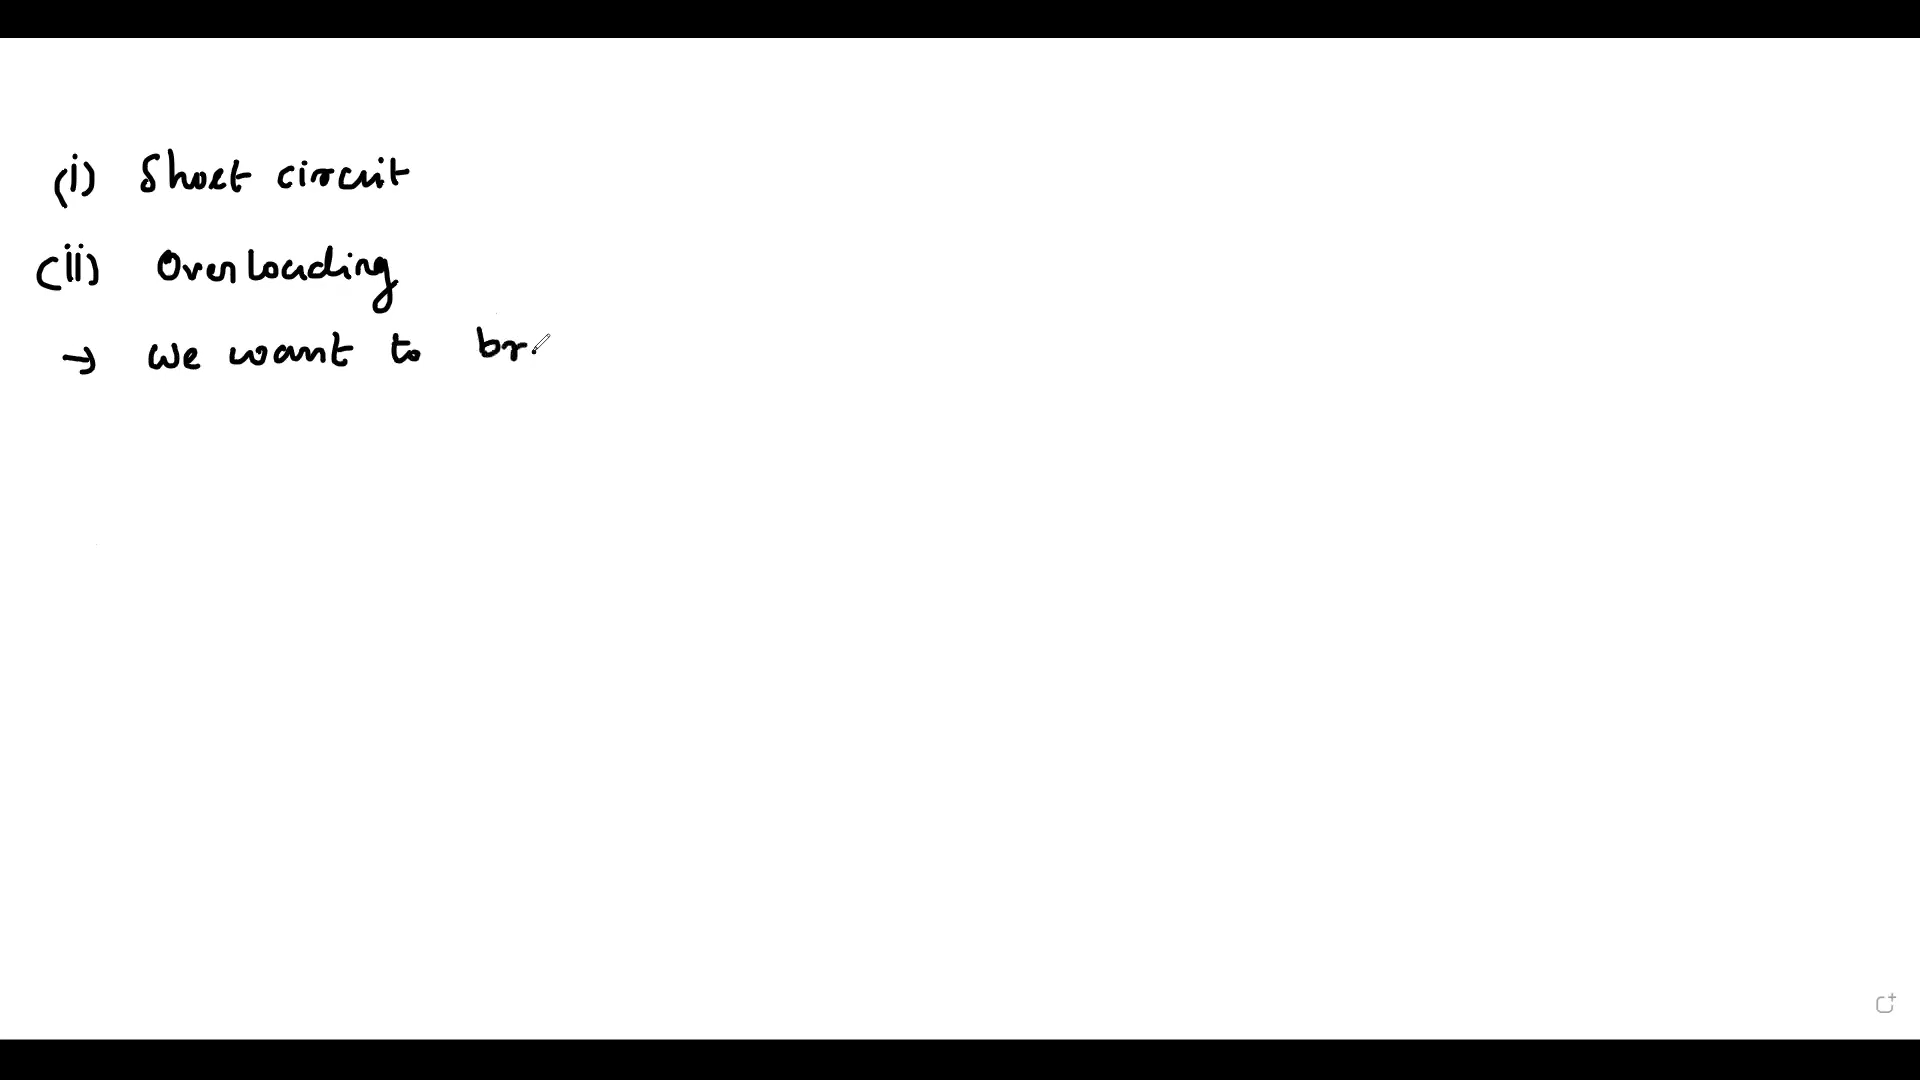 (i) Short circuit
(ii) Overloading
→ We want to br